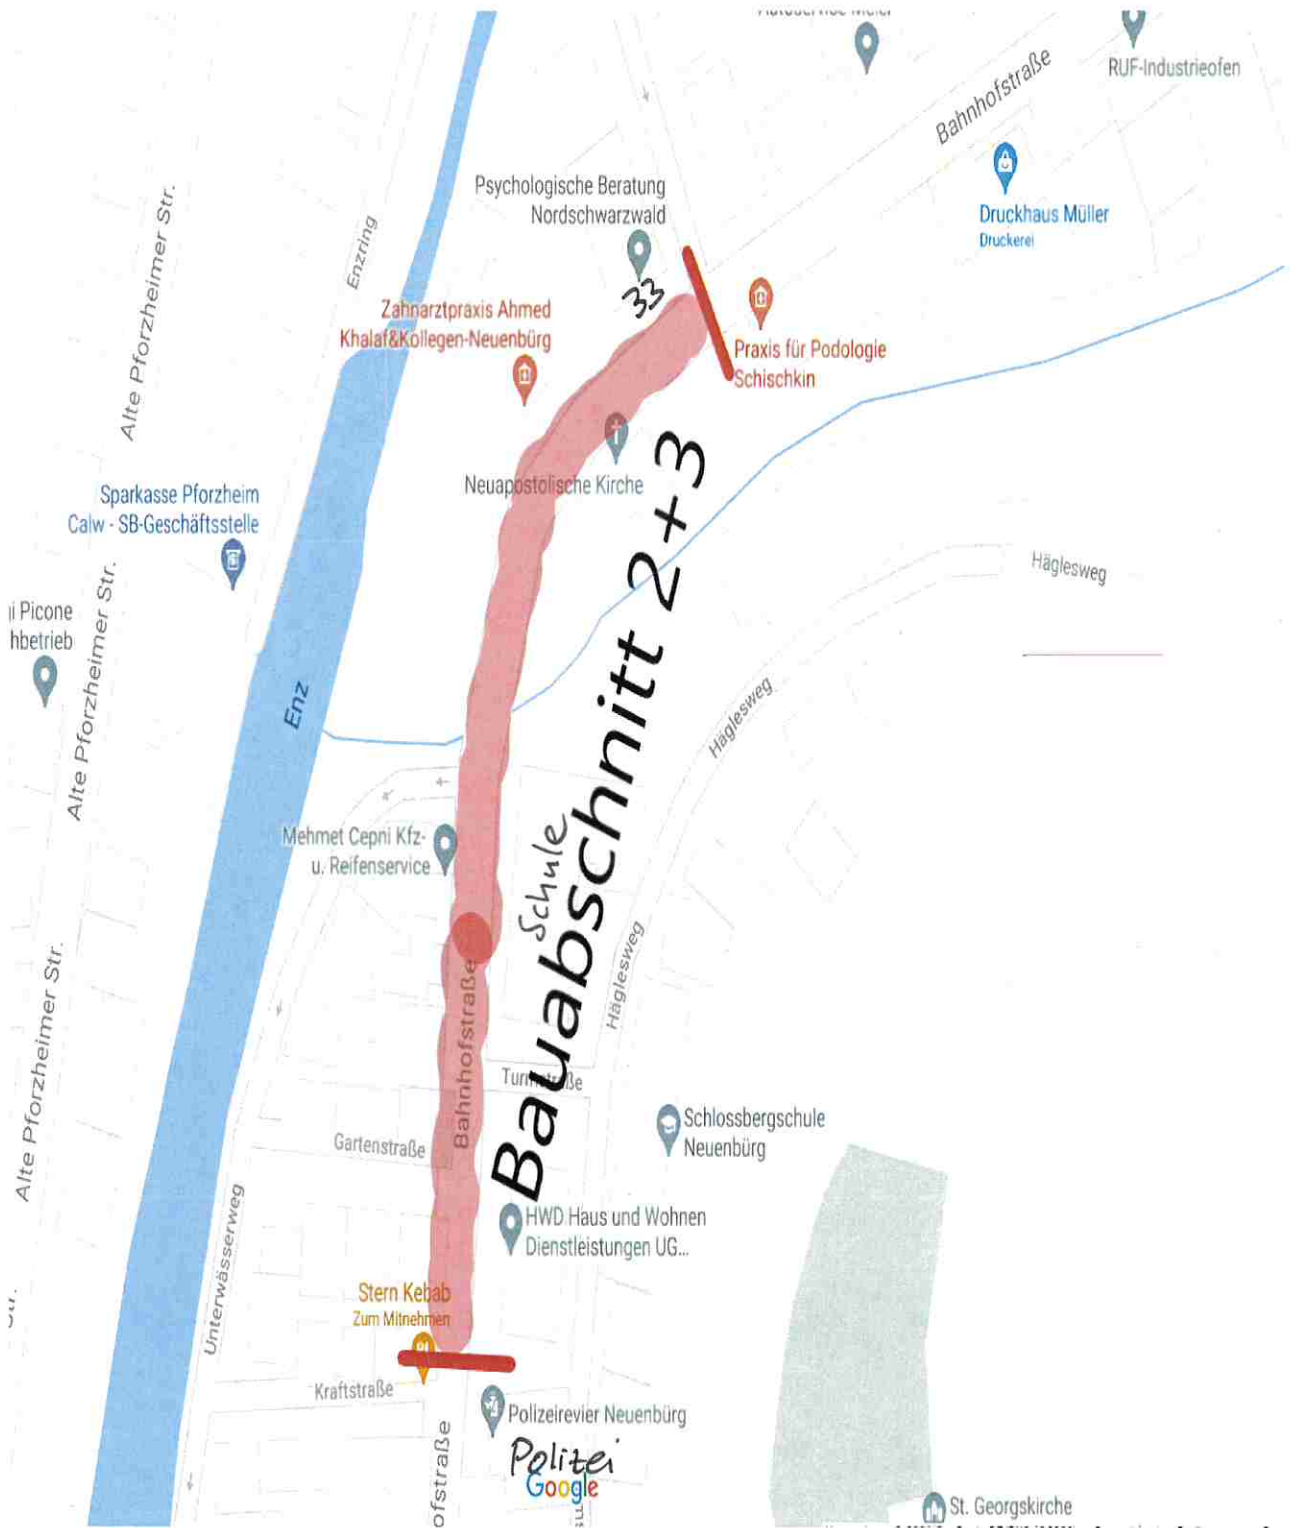 RUF-Industrieofen
Bahnhofstraße
Druckhaus Müller
Druckerei
Psychologische Beratung
Nordschwarzwald
33
Alte Pforzheimer Str.
Enzring
Zahnarztpraxis Ahmed
Khalaf&Kollegen-Neuenbürg
Praxis für Podologie
Schischkin
Neuapostolische Kirche
Sparkasse Pforzheim
Calw - SB-Geschäftsstelle
Häglesweg
Picone
hbetrieb
Alte Pforzheimer Str.
Enz
Häglesweg
Bauabschnitt 2+3
Schule
Mehmet Cepni Kfz-
u. Reifenservice
Häglesweg
Bahnhofstraße
Alte Pforzheimer Str.
Turmstraße
Gartenstraße
Schlossbergschule
Neuenbürg
HWD Haus und Wohnen
Dienstleistungen UG...
Unterwässerweg
Stern Kebab
Zum Mitnehmen
Kraftstraße
Polizeirevier Neuenbürg
Polizei
Google
ofstraße
St. Georgskirche